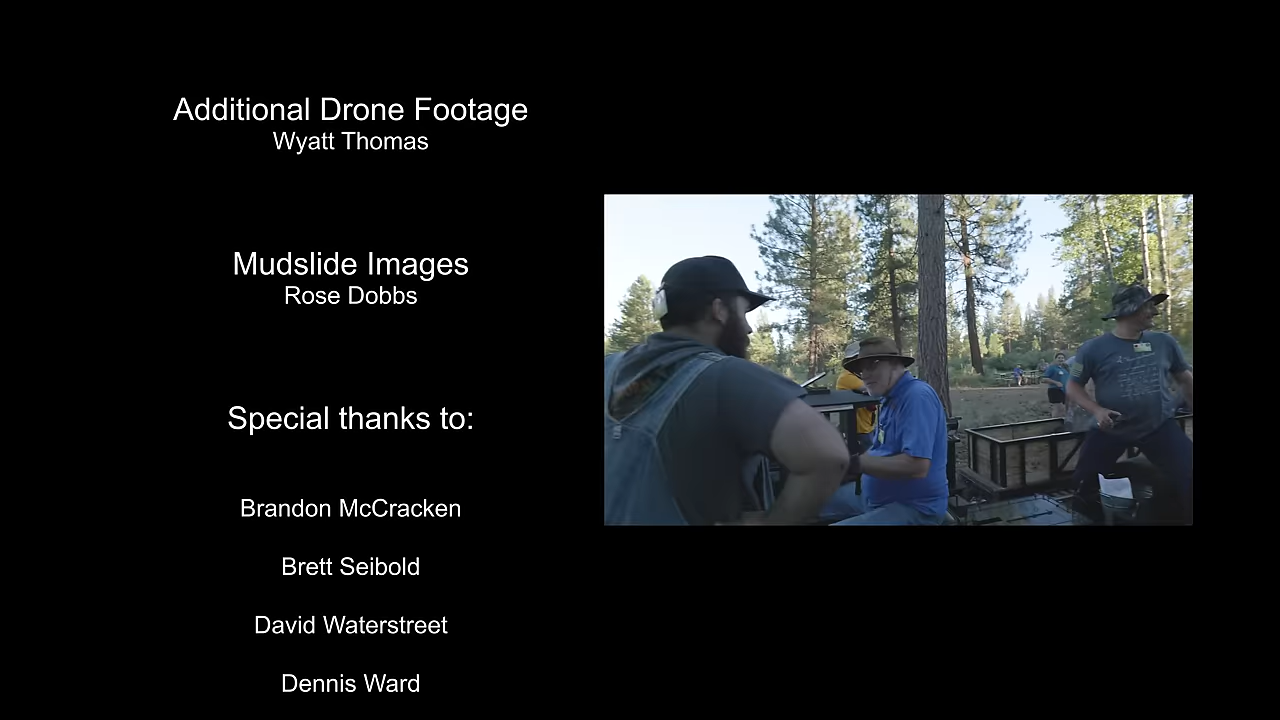 Additional Drone Footage
Wyatt Thomas
Mudslide Images
Rose Dobbs
Special thanks to:
Brandon McCracken
Brett Seibold
David Waterstreet
Dennis Ward